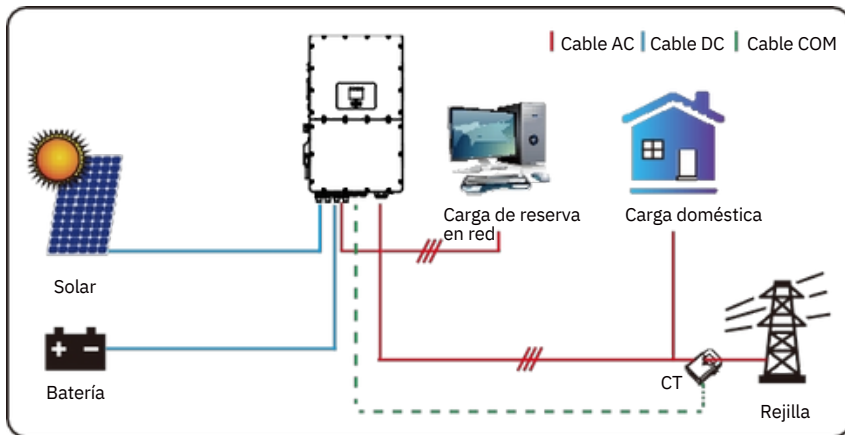 Cable AC
Cable DC
Cable COM
Carga de reserva
en red
Carga doméstica
Solar
Batería
CT
Rejilla